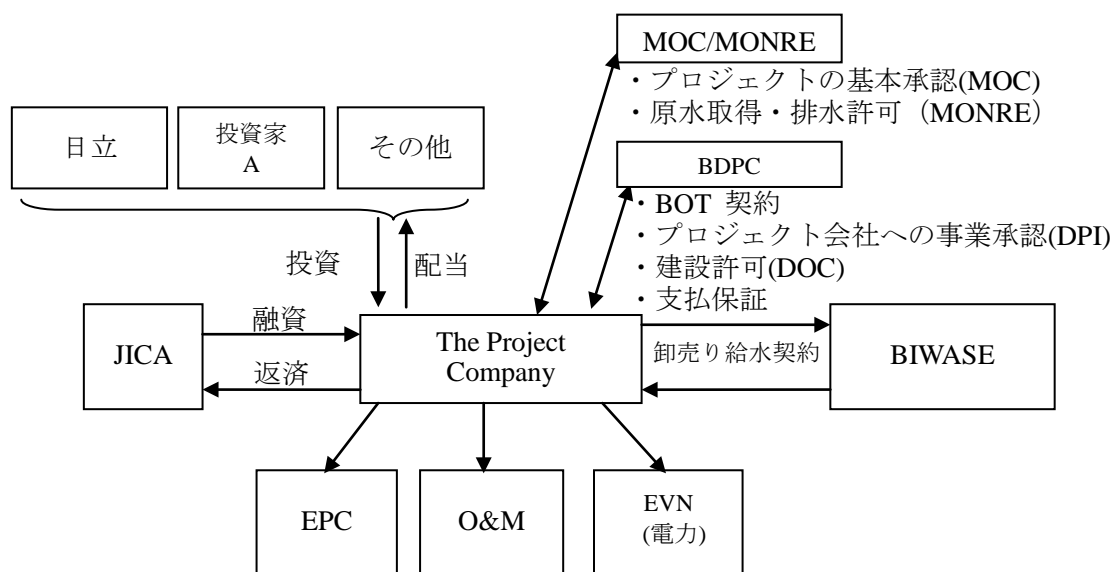 MOC/MONRE
・プロジェクトの基本承認(MOC)
・原水取得・排水許可（MONRE）
日立
投資家
A
その他
BDPC
・BOT 契約
・プロジェクト会社への事業承認(DPI)
・建設許可(DOC)
・支払保証
投資
配当
JICA
融資
返済
The Project
Company
卸売り給水契約
BIWASE
EPC
O&M
EVN
(電力)